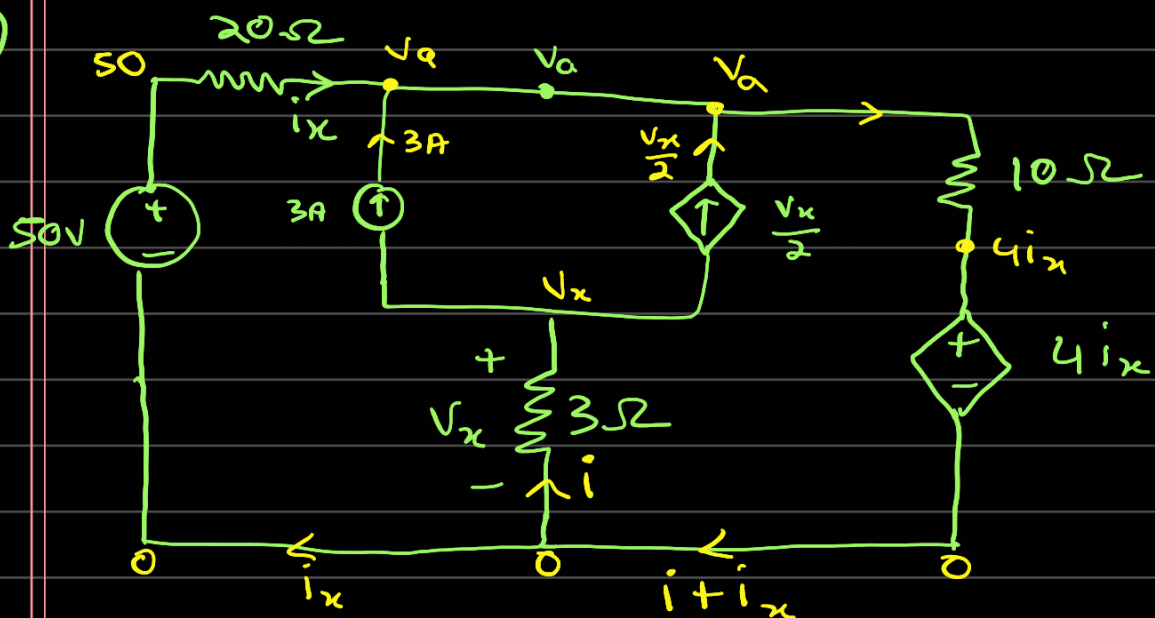 )
20Ω
50
Va
Va
Va
ix
3A
Vx/2
10Ω
50V
+
−
3A
Vx/2
4ix
Vx
+
Vx
3Ω
−
i
+
−
4ix
0
0
0
ix
i + ix